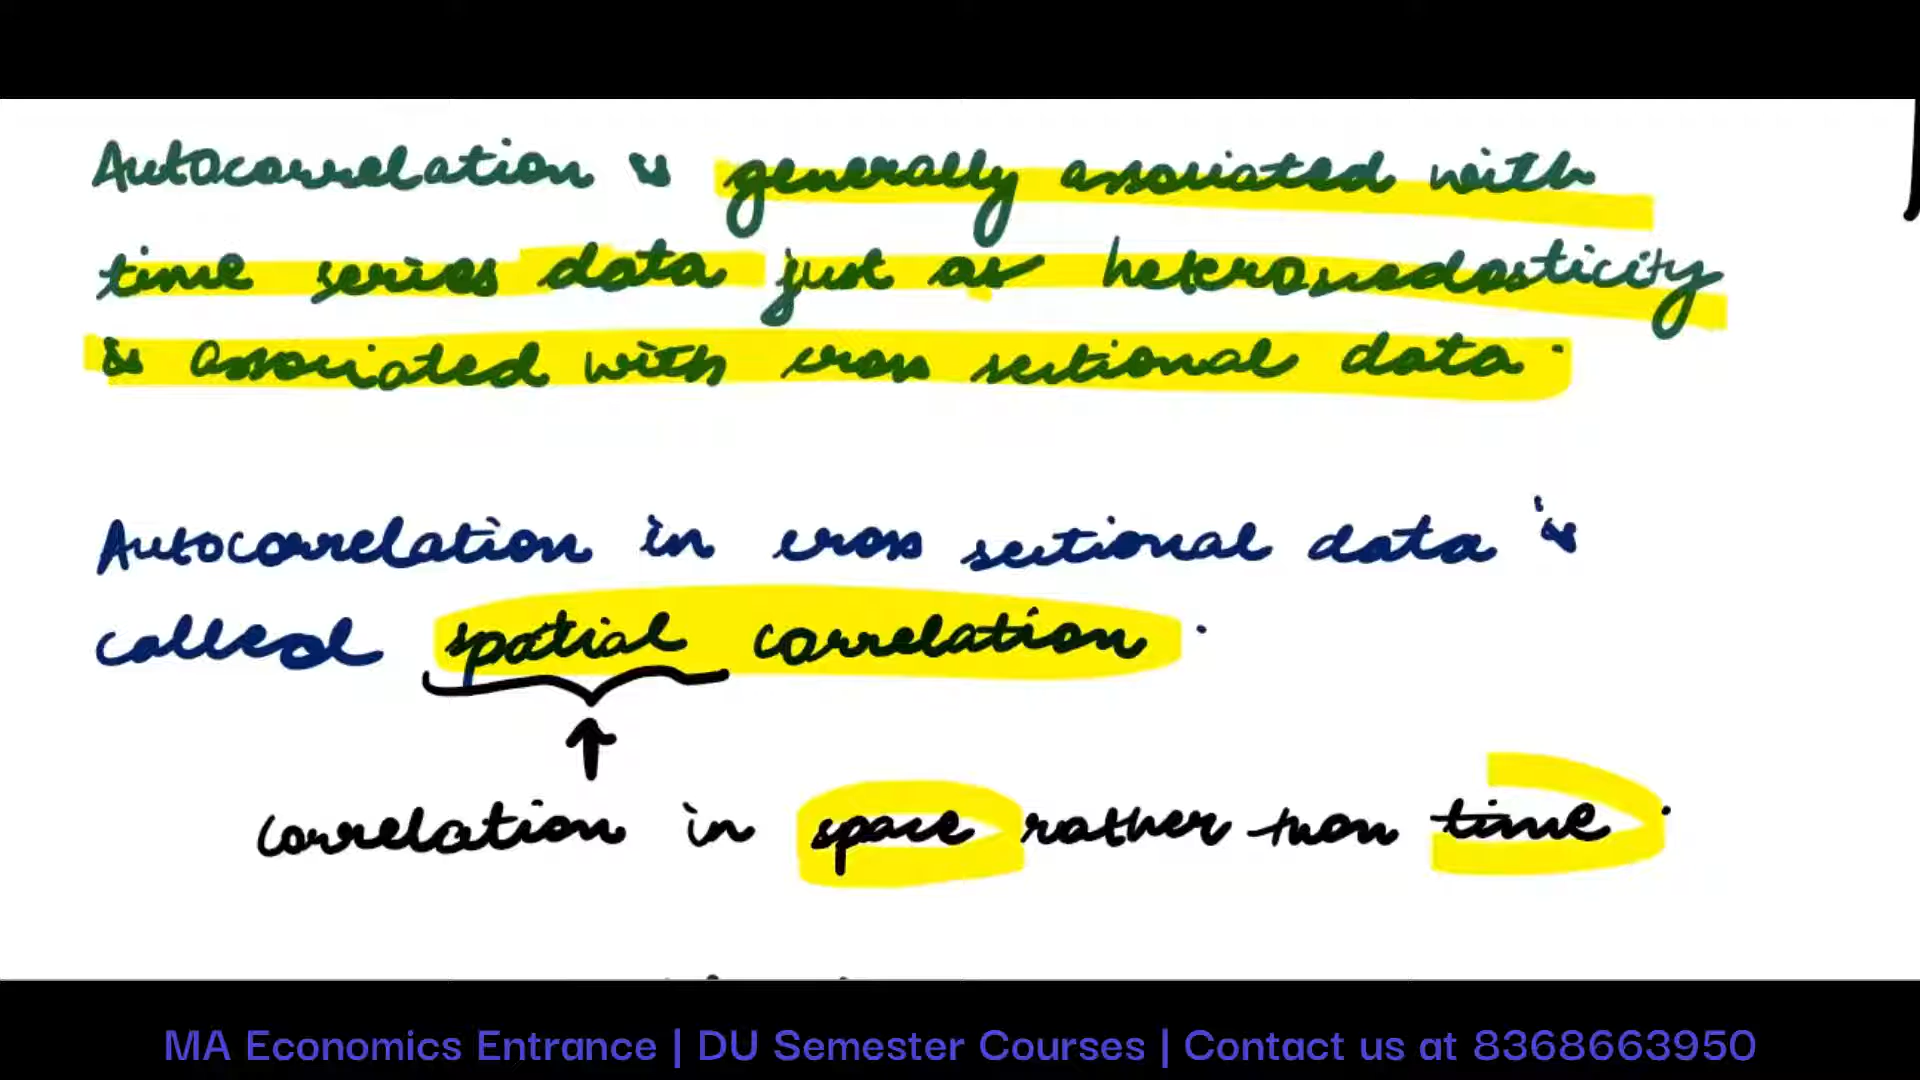 Autocorrelation is generally associated with
time series data just as heteroscedasticity
is associated with cross sectional data.
Autocorrelation in cross sectional data is
called spatial correlation.
correlation in space rather than time.
MA Economics Entrance | DU Semester Courses | Contact us at 8368663950